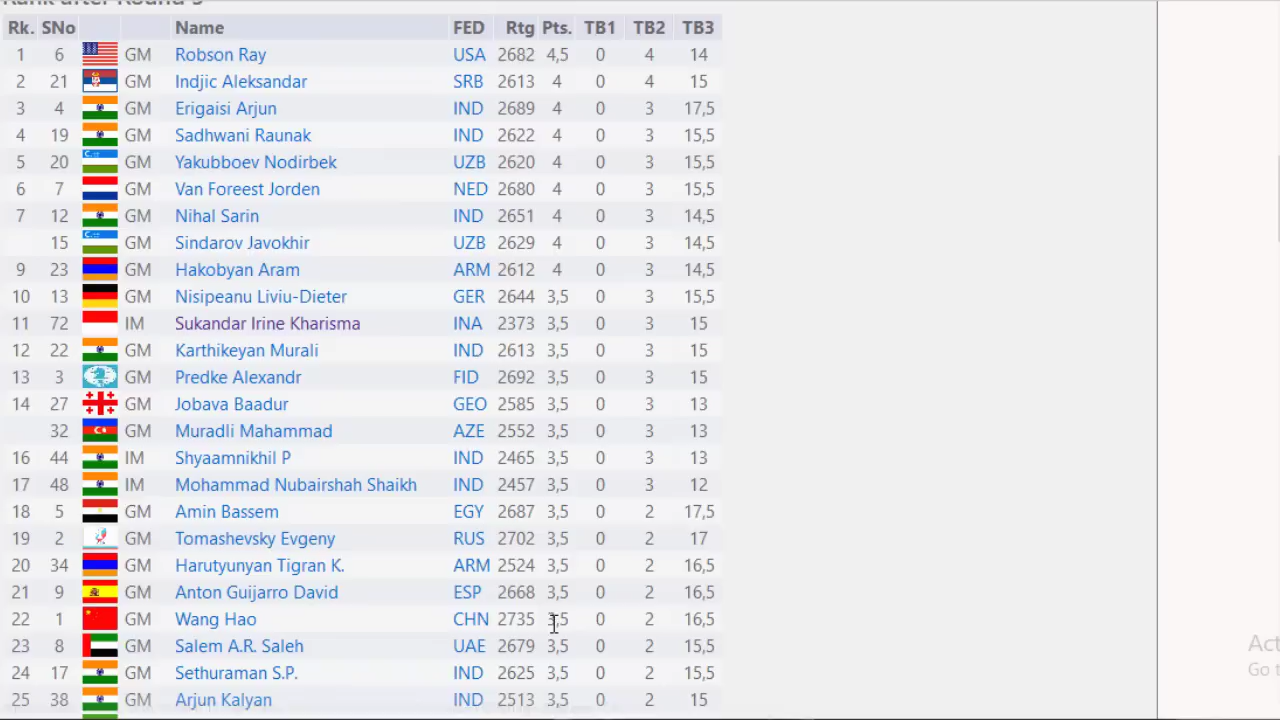 Rank after Round 5
Rk. SNo Name FED Rtg Pts. TB1 TB2 TB3
1 6 GM Robson Ray USA 2682 4,5 0 4 14
2 21 GM Indjic Aleksandar SRB 2613 4 0 4 15
3 4 GM Erigaisi Arjun IND 2689 4 0 3 17,5
4 19 GM Sadhwani Raunak IND 2622 4 0 3 15,5
5 20 GM Yakubboev Nodirbek UZB 2620 4 0 3 15,5
6 7 GM Van Foreest Jorden NED 2680 4 0 3 15,5
7 12 GM Nihal Sarin IND 2651 4 0 3 14,5
15 GM Sindarov Javokhir UZB 2629 4 0 3 14,5
9 23 GM Hakobyan Aram ARM 2612 4 0 3 14,5
10 13 GM Nisipeanu Liviu-Dieter GER 2644 3,5 0 3 15,5
11 72 IM Sukandar Irine Kharisma INA 2373 3,5 0 3 15
12 22 GM Karthikeyan Murali IND 2613 3,5 0 3 15
13 3 GM Predke Alexandr FID 2692 3,5 0 3 15
14 27 GM Jobava Baadur GEO 2585 3,5 0 3 13
32 GM Muradli Mahammad AZE 2552 3,5 0 3 13
16 44 IM Shyaamnikhil P IND 2465 3,5 0 3 13
17 48 IM Mohammad Nubairshah Shaikh IND 2457 3,5 0 3 12
18 5 GM Amin Bassem EGY 2687 3,5 0 2 17,5
19 2 GM Tomashevsky Evgeny RUS 2702 3,5 0 2 17
20 34 GM Harutyunyan Tigran K. ARM 2524 3,5 0 2 16,5
21 9 GM Anton Guijarro David ESP 2668 3,5 0 2 16,5
22 1 GM Wang Hao CHN 2735 3,5 0 2 16,5
23 8 GM Salem A.R. Saleh UAE 2679 3,5 0 2 15,5
24 17 GM Sethuraman S.P. IND 2625 3,5 0 2 15,5
25 38 GM Arjun Kalyan IND 2513 3,5 0 2 15
Act
Go t